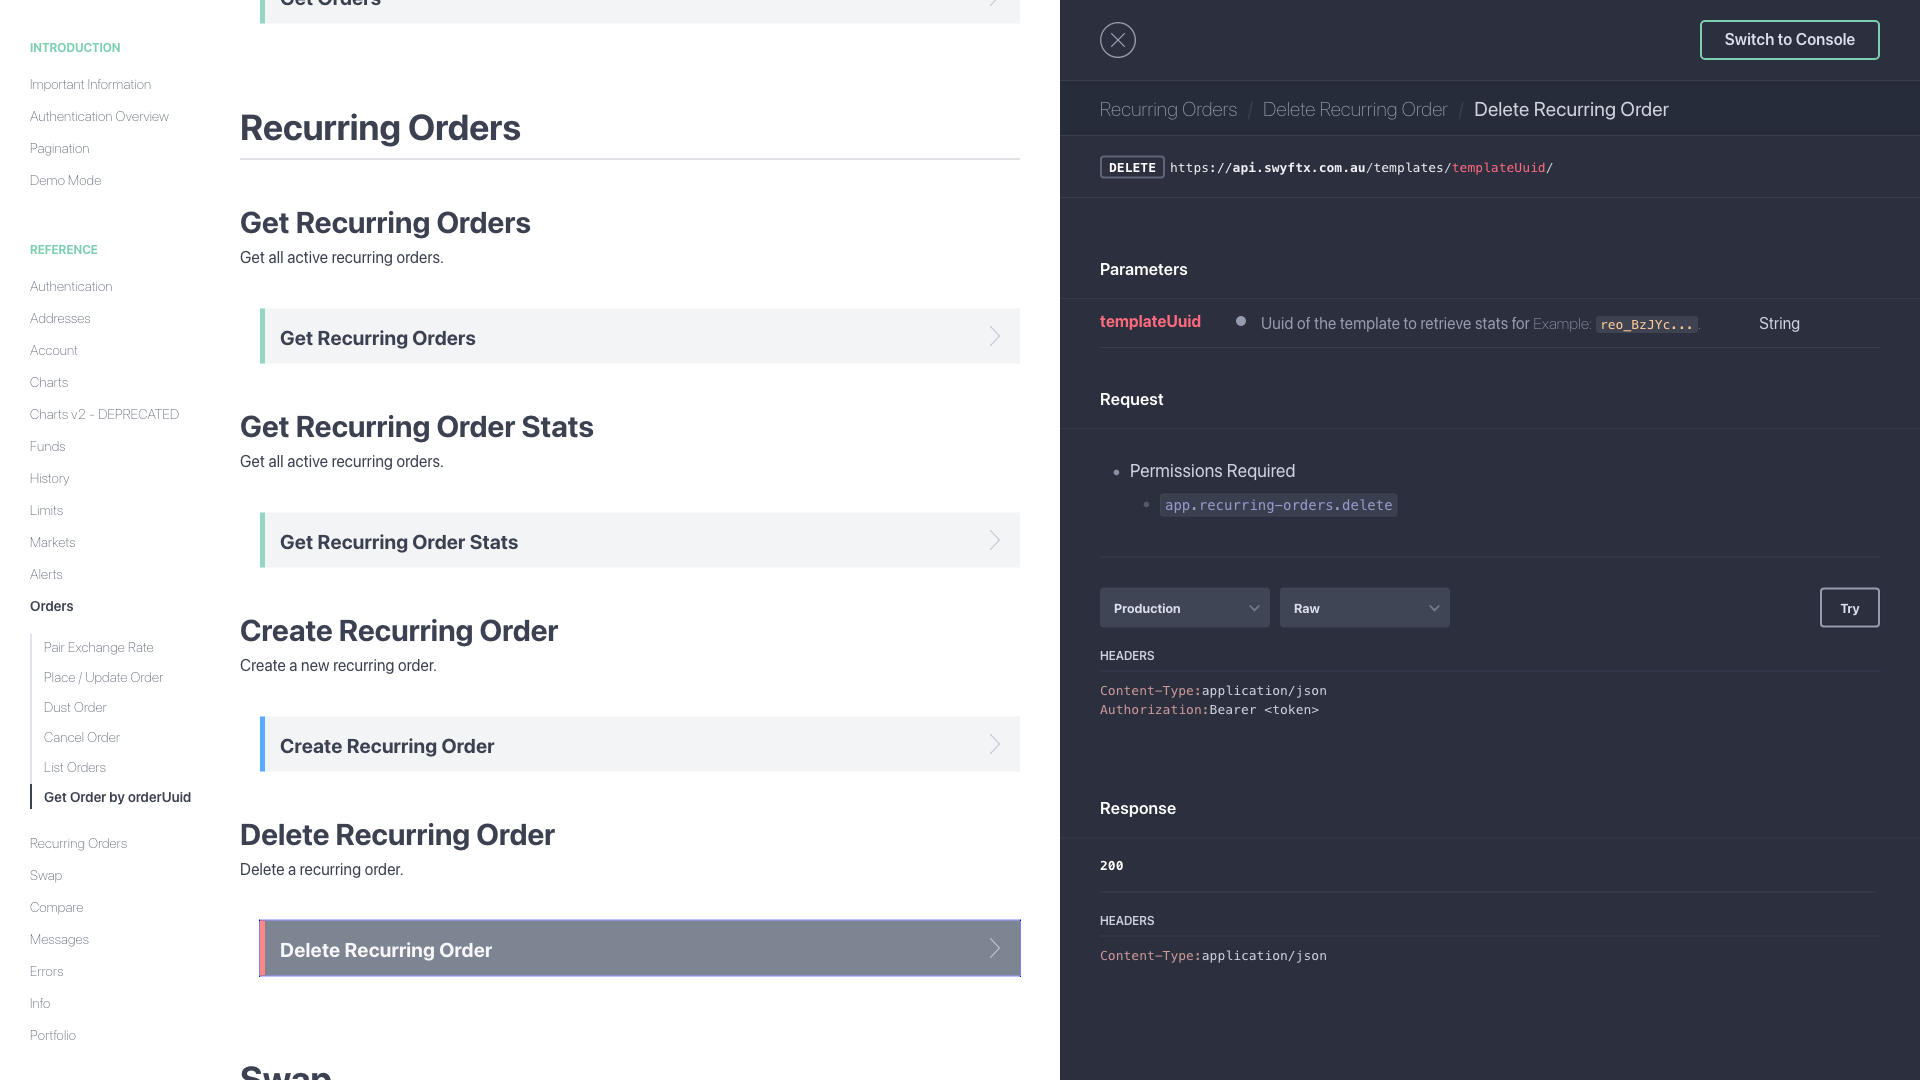 INTRODUCTION
Important Information
Authentication Overview
Pagination
Demo Mode
REFERENCE
Authentication
Addresses
Account
Charts
Charts v2 - DEPRECATED
Funds
History
Limits
Markets
Alerts
Orders
Pair Exchange Rate
Place / Update Order
Dust Order
Cancel Order
List Orders
Get Order by orderUuid
Recurring Orders
Swap
Compare
Messages
Errors
Info
Portfolio
Get Orders
Recurring Orders
Get Recurring Orders
Get all active recurring orders.
Get Recurring Orders
Get Recurring Order Stats
Get all active recurring orders.
Get Recurring Order Stats
Create Recurring Order
Create a new recurring order.
Create Recurring Order
Delete Recurring Order
Delete a recurring order.
Delete Recurring Order
Swap
Switch to Console
Recurring Orders / Delete Recurring Order / Delete Recurring Order
DELETE https://api.swyftx.com.au/templates/templateUuid/
Parameters
templateUuid Uuid of the template to retrieve stats for Example: reo_BzJYc.... String
Request
Permissions Required
app.recurring-orders.delete
Production Raw Try
HEADERS
Content-Type:application/json
Authorization:Bearer <token>
Response
200
HEADERS
Content-Type:application/json